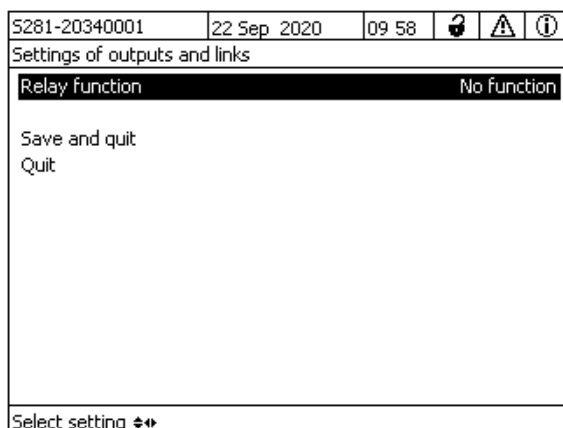 S281-20340001 22 Sep 2020 09 58
Settings of outputs and links
Relay function No function
Save and quit
Quit
Select setting